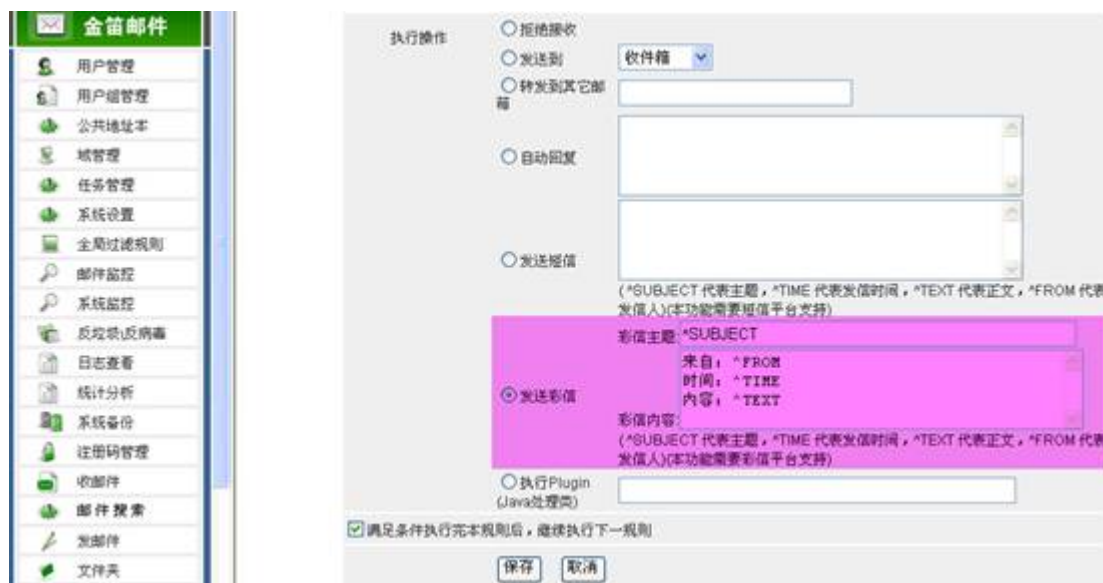 金笛邮件
用户管理
用户组管理
公共地址本
域管理
任务管理
系统设置
全局过滤规则
邮件监控
系统监控
反垃圾\反病毒
日志查看
统计分析
系统备份
注册码管理
收邮件
邮件搜索
发邮件
文件夹
执行操作
拒绝接收
发送到 收件箱
转发到其它邮
箱
自动回复
发送短信
(^SUBJECT 代表主题，^TIME 代表发信时间，^TEXT 代表正文，^FROM 代表
发信人)(本功能需要短信平台支持)
彩信主题: ^SUBJECT
发送彩信
来自: ^FROM
时间: ^TIME
内容: ^TEXT
彩信内容:
(^SUBJECT 代表主题，^TIME 代表发信时间，^TEXT 代表正文，^FROM 代表
发信人)(本功能需要彩信平台支持)
执行Plugin
(Java处理类)
满足条件执行完本规则后，继续执行下一规则
保存 取消